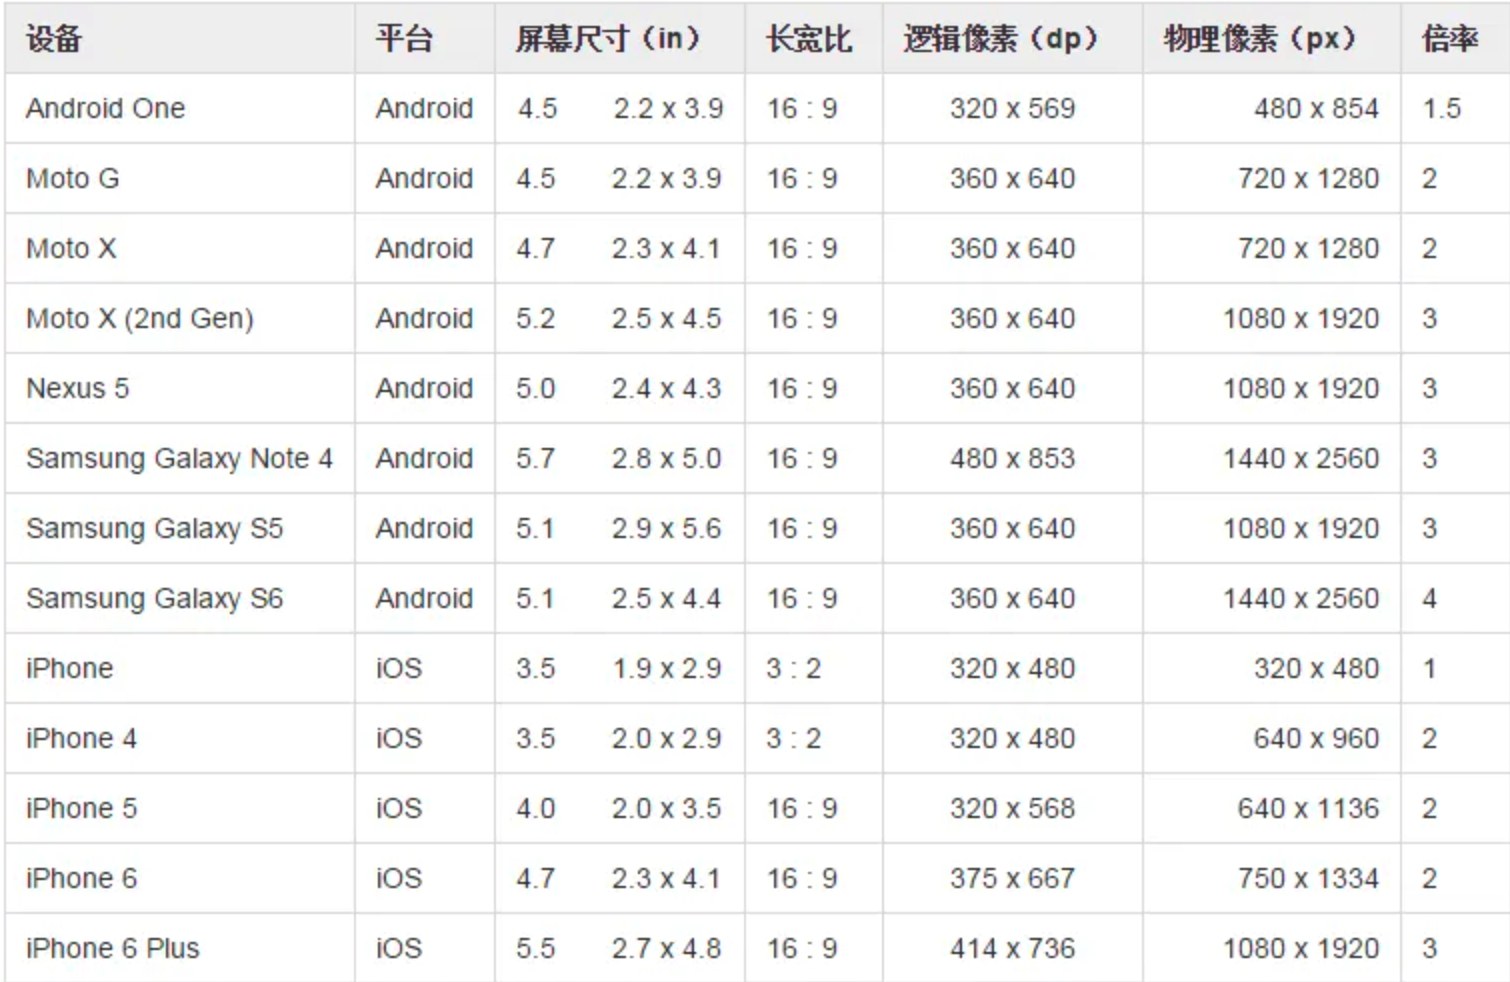 设备 平台 屏幕尺寸（in） 长宽比 逻辑像素（dp） 物理像素（px） 倍率
Android One Android 4.5 2.2 x 3.9 16 : 9 320 x 569 480 x 854 1.5
Moto G Android 4.5 2.2 x 3.9 16 : 9 360 x 640 720 x 1280 2
Moto X Android 4.7 2.3 x 4.1 16 : 9 360 x 640 720 x 1280 2
Moto X (2nd Gen) Android 5.2 2.5 x 4.5 16 : 9 360 x 640 1080 x 1920 3
Nexus 5 Android 5.0 2.4 x 4.3 16 : 9 360 x 640 1080 x 1920 3
Samsung Galaxy Note 4 Android 5.7 2.8 x 5.0 16 : 9 480 x 853 1440 x 2560 3
Samsung Galaxy S5 Android 5.1 2.9 x 5.6 16 : 9 360 x 640 1080 x 1920 3
Samsung Galaxy S6 Android 5.1 2.5 x 4.4 16 : 9 360 x 640 1440 x 2560 4
iPhone iOS 3.5 1.9 x 2.9 3 : 2 320 x 480 320 x 480 1
iPhone 4 iOS 3.5 2.0 x 2.9 3 : 2 320 x 480 640 x 960 2
iPhone 5 iOS 4.0 2.0 x 3.5 16 : 9 320 x 568 640 x 1136 2
iPhone 6 iOS 4.7 2.3 x 4.1 16 : 9 375 x 667 750 x 1334 2
iPhone 6 Plus iOS 5.5 2.7 x 4.8 16 : 9 414 x 736 1080 x 1920 3